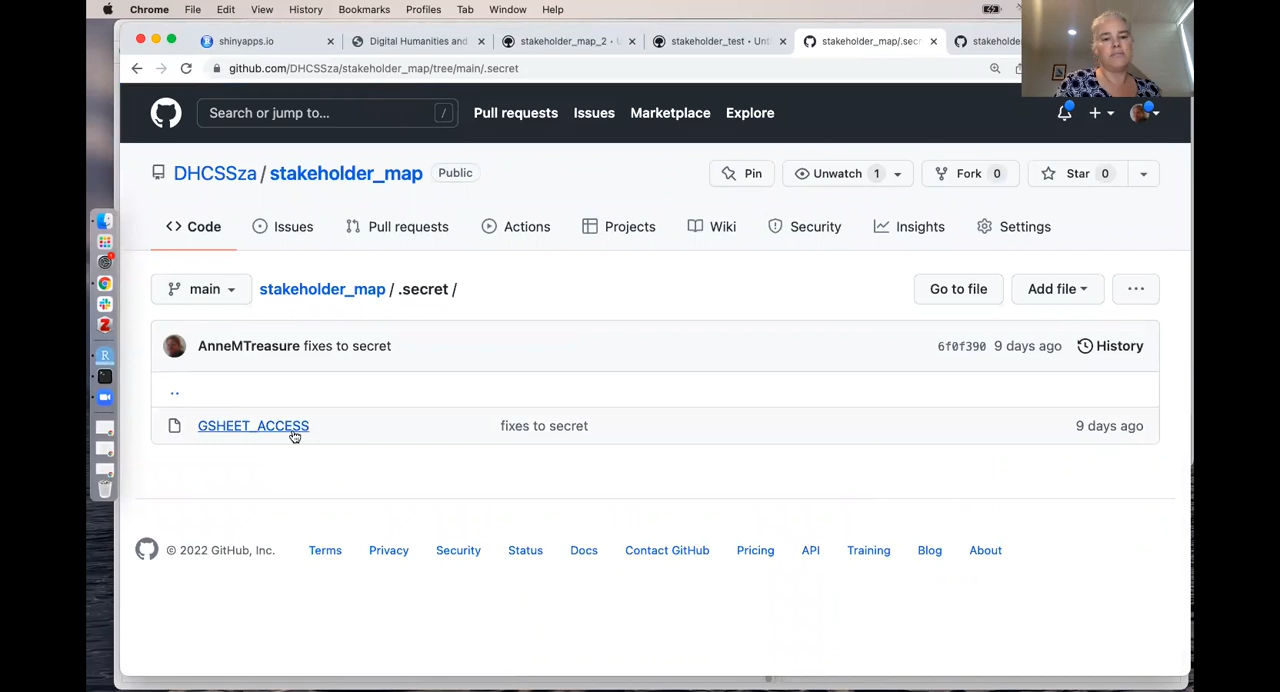 Chrome File Edit View History Bookmarks Profiles Tab Window Help
shinyapps.io Digital Humanities and stakeholder_map_2 · U stakeholder_test · Unt stakeholder_map/.secr stakeholde
github.com/DHCSSza/stakeholder_map/tree/main/.secret
Search or jump to... / Pull requests Issues Marketplace Explore
DHCSSza / stakeholder_map Public Pin Unwatch 1 Fork 0 Star 0
<> Code Issues Pull requests Actions Projects Wiki Security Insights Settings
main stakeholder_map / .secret / Go to file Add file ...
AnneMTreasure fixes to secret 6f0f390 9 days ago History
..
GSHEET_ACCESS fixes to secret 9 days ago
© 2022 GitHub, Inc. Terms Privacy Security Status Docs Contact GitHub Pricing API Training Blog About